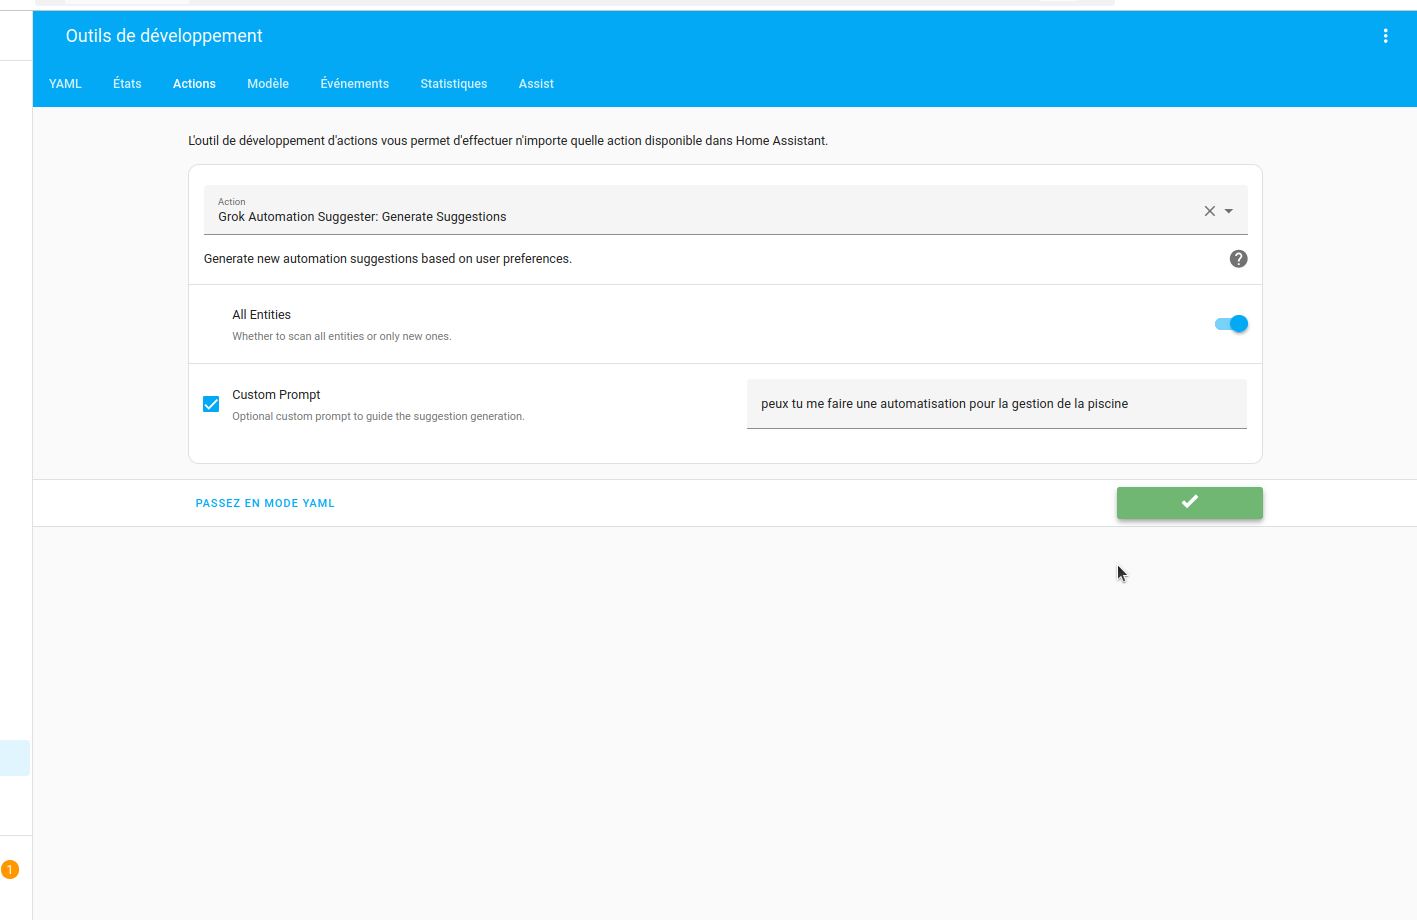 Outils de développement
YAML États Actions Modèle Événements Statistiques Assist
L'outil de développement d'actions vous permet d'effectuer n'importe quelle action disponible dans Home Assistant.
Action
Grok Automation Suggester: Generate Suggestions
Generate new automation suggestions based on user preferences.
All Entities
Whether to scan all entities or only new ones.
Custom Prompt
Optional custom prompt to guide the suggestion generation.
peux tu me faire une automatisation pour la gestion de la piscine
PASSEZ EN MODE YAML
1